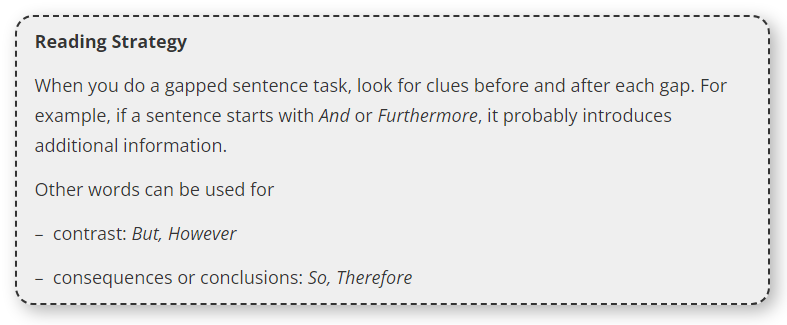 Reading Strategy
When you do a gapped sentence task, look for clues before and after each gap. For
example, if a sentence starts with And or Furthermore, it probably introduces
additional information.
Other words can be used for
– contrast: But, However
– consequences or conclusions: So, Therefore